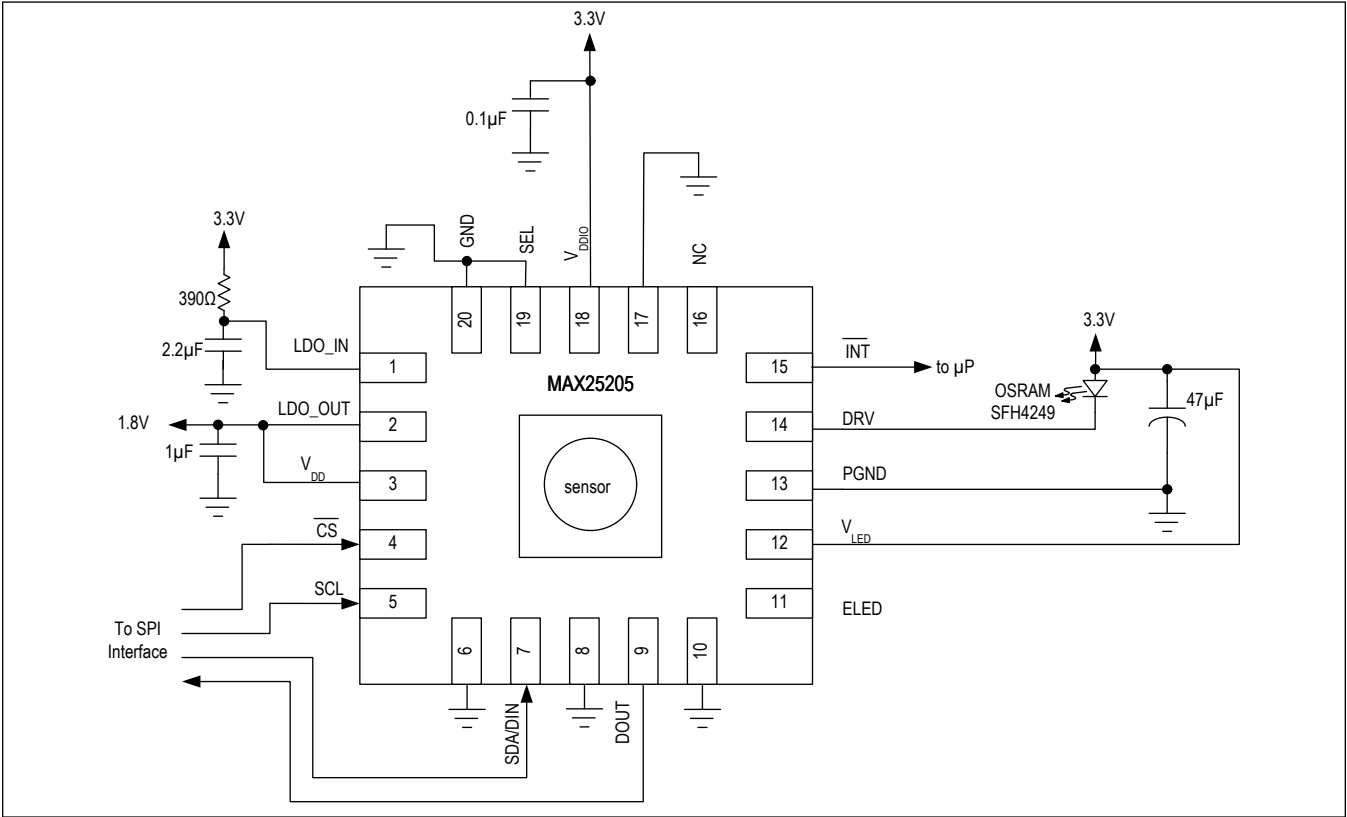 3.3V
0.1µF
3.3V
GND
SEL
VDDIO
NC
390Ω
2.2µF
LDO_IN
20
19
18
17
16
1
MAX25205
15
INT
to µP
3.3V
OSRAM
SFH4249
47µF
1.8V
LDO_OUT
2
14
DRV
1µF
VDD
3
sensor
13
PGND
CS
4
12
VLED
SCL
5
11
ELED
To SPI
Interface
6
7
8
9
10
SDA/DIN
DOUT